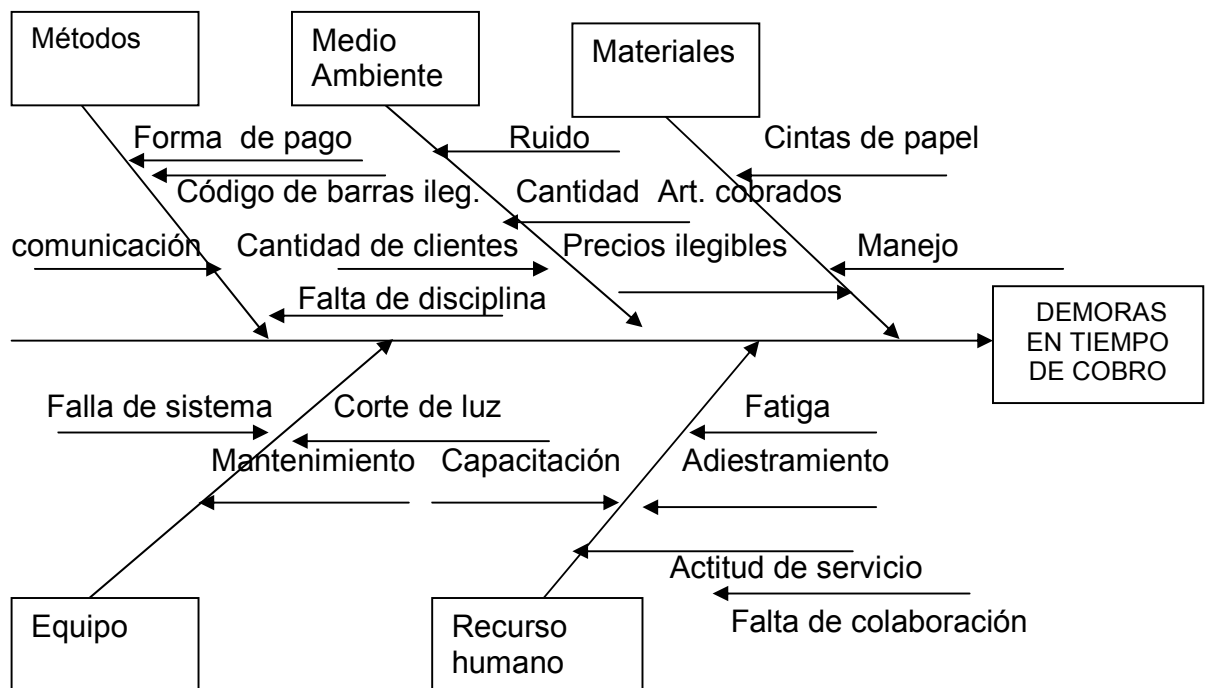 Métodos
Medio
Ambiente
Materiales
Forma de pago
Ruido
Cintas de papel
Código de barras ileg.
Cantidad Art. cobrados
comunicación
Cantidad de clientes
Precios ilegibles
Manejo
Falta de disciplina
DEMORAS
EN TIEMPO
DE COBRO
Falla de sistema
Corte de luz
Fatiga
Mantenimiento
Capacitación
Adiestramiento
Actitud de servicio
Falta de colaboración
Equipo
Recurso
humano